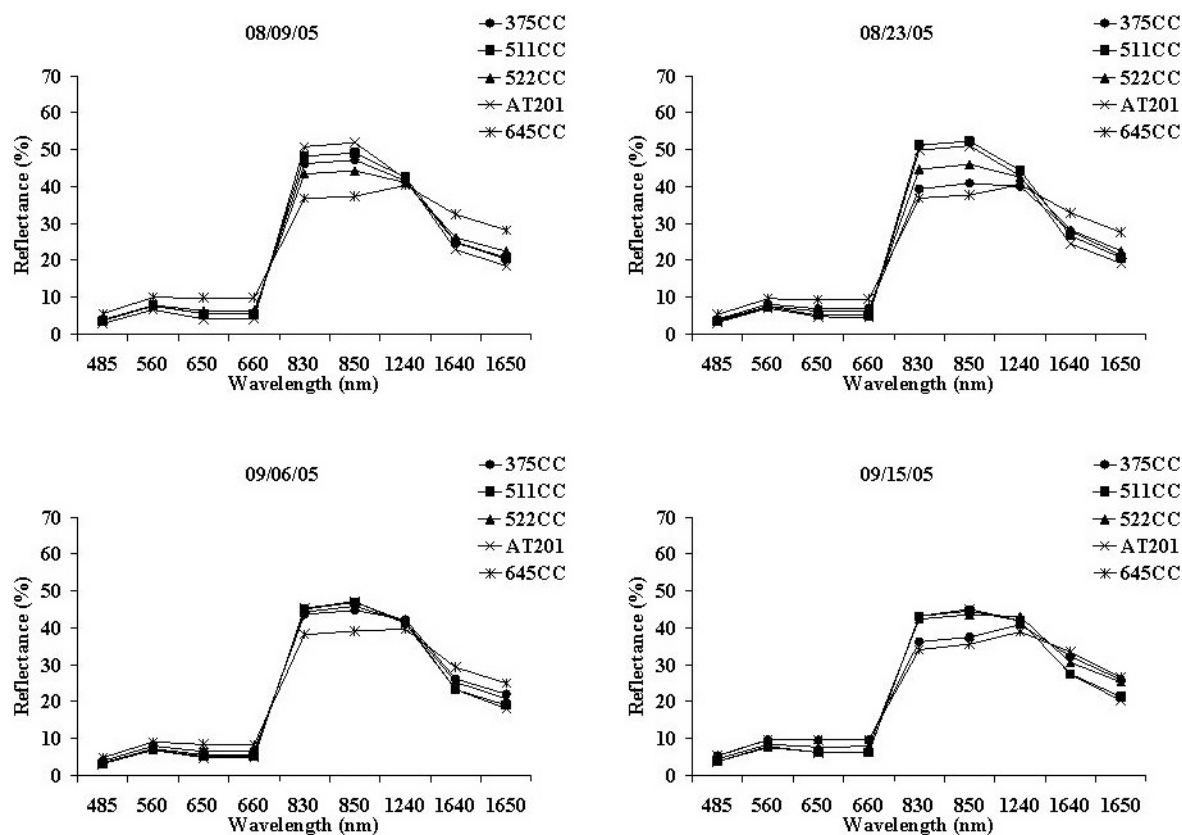 08/09/05
375CC
511CC
522CC
AT201
645CC
Reflectance (%)
70
60
50
40
30
20
10
0
485 560 650 660 830 850 1240 1640 1650
Wavelength (nm)
08/23/05
375CC
511CC
522CC
AT201
645CC
Reflectance (%)
70
60
50
40
30
20
10
0
485 560 650 660 830 850 1240 1640 1650
Wavelength (nm)
09/06/05
375CC
511CC
522CC
AT201
645CC
Reflectance (%)
70
60
50
40
30
20
10
0
485 560 650 660 830 850 1240 1640 1650
Wavelength (nm)
09/15/05
375CC
511CC
522CC
AT201
645CC
Reflectance (%)
70
60
50
40
30
20
10
0
485 560 650 660 830 850 1240 1640 1650
Wavelength (nm)